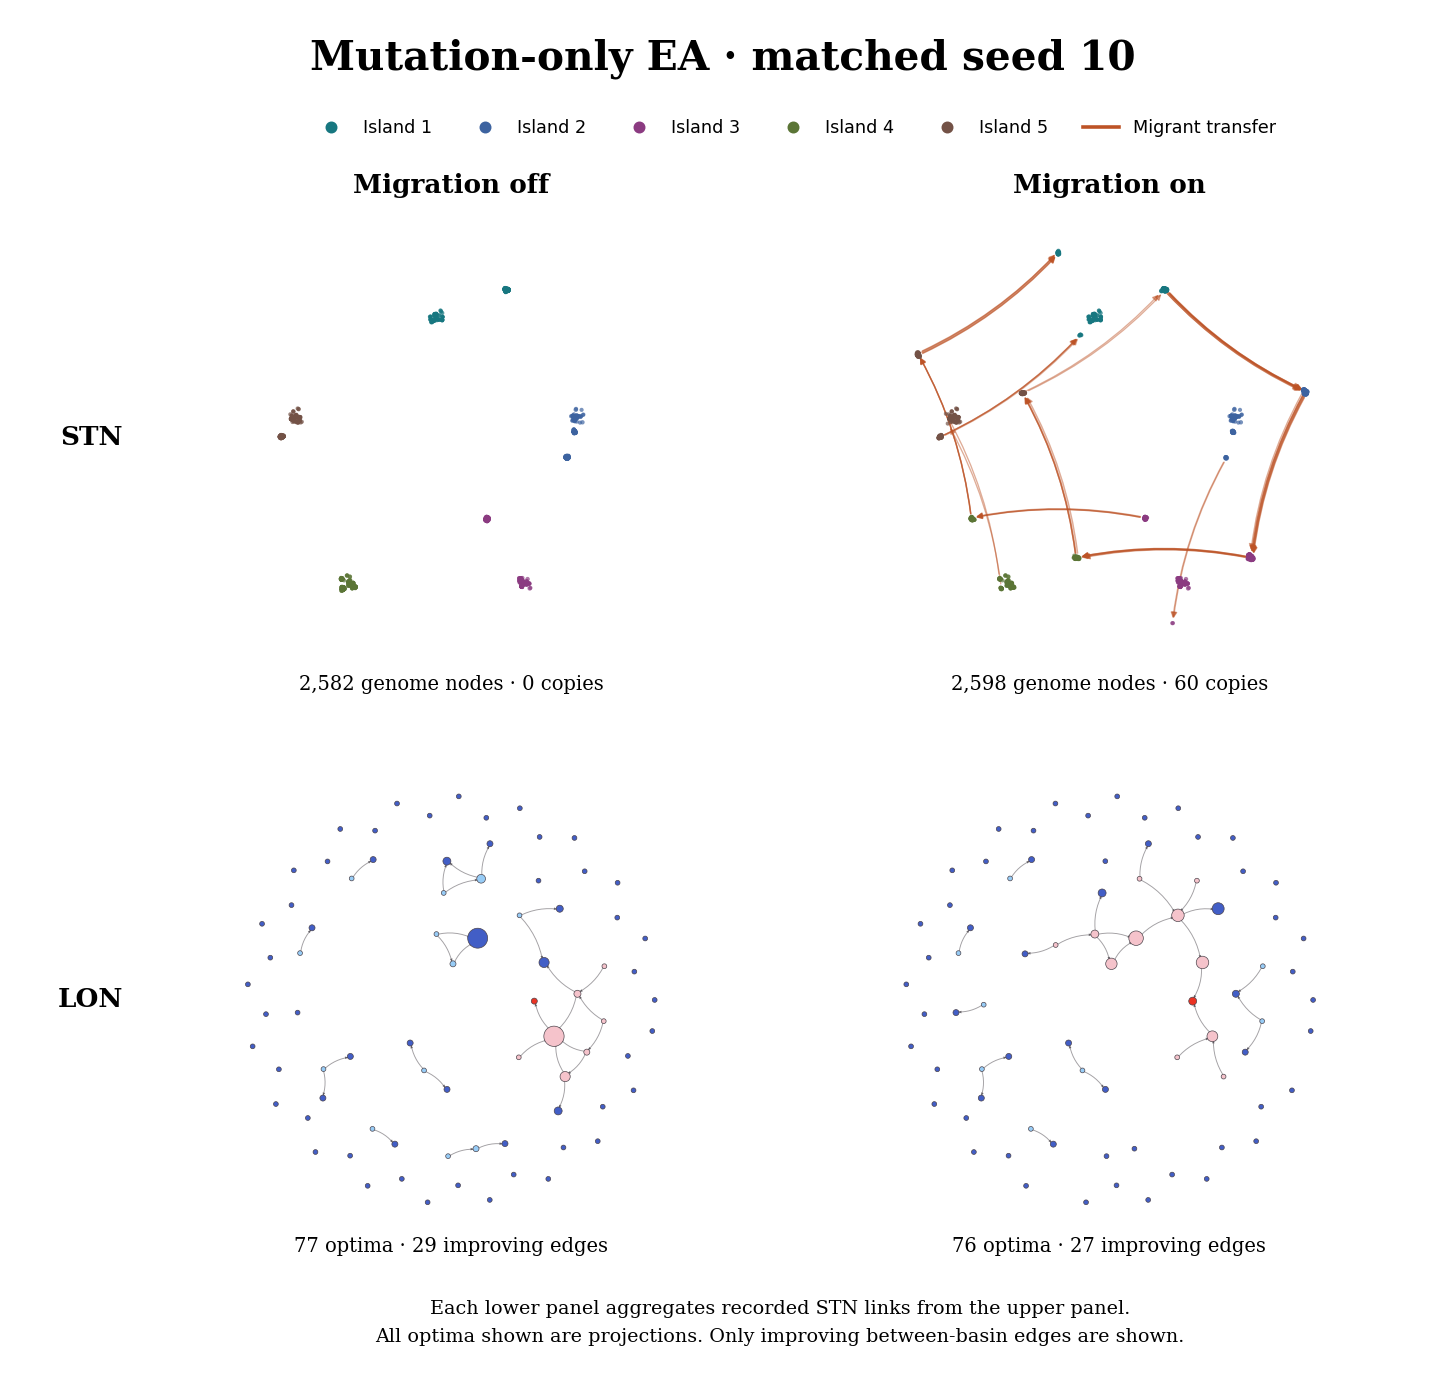 Mutation-only EA · matched seed 10
Island 1 Island 2 Island 3 Island 4 Island 5 Migrant transfer
Migration off Migration on
STN
2,582 genome nodes · 0 copies 2,598 genome nodes · 60 copies
LON
77 optima · 29 improving edges 76 optima · 27 improving edges
Each lower panel aggregates recorded STN links from the upper panel.
All optima shown are projections. Only improving between-basin edges are shown.